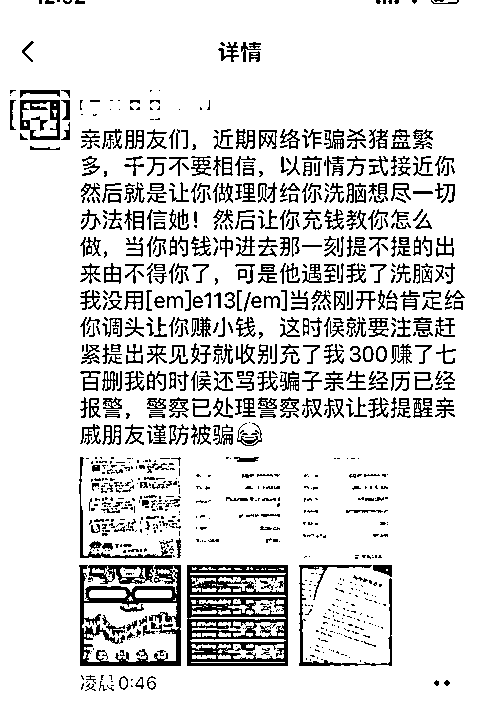 12:02
详情
亲戚朋友们，近期网络诈骗杀猪盘繁
多，千万不要相信，以前情方式接近你
然后就是让你做理财给你洗脑想尽一切
办法相信她！然后让你充钱教你怎么
做，当你的钱冲进去那一刻提不提的出
来由不得你了，可是他遇到我了洗脑对
我没用[em]e113[/em]当然刚开始肯定给
你调头让你赚小钱，这时候就要注意赶
紧提出来见好就收别充了我300赚了七
百删我的时候还骂我骗子亲生经历已经
报警，警察已处理警察叔叔让我提醒亲
戚朋友谨防被骗😂
凌晨0:46